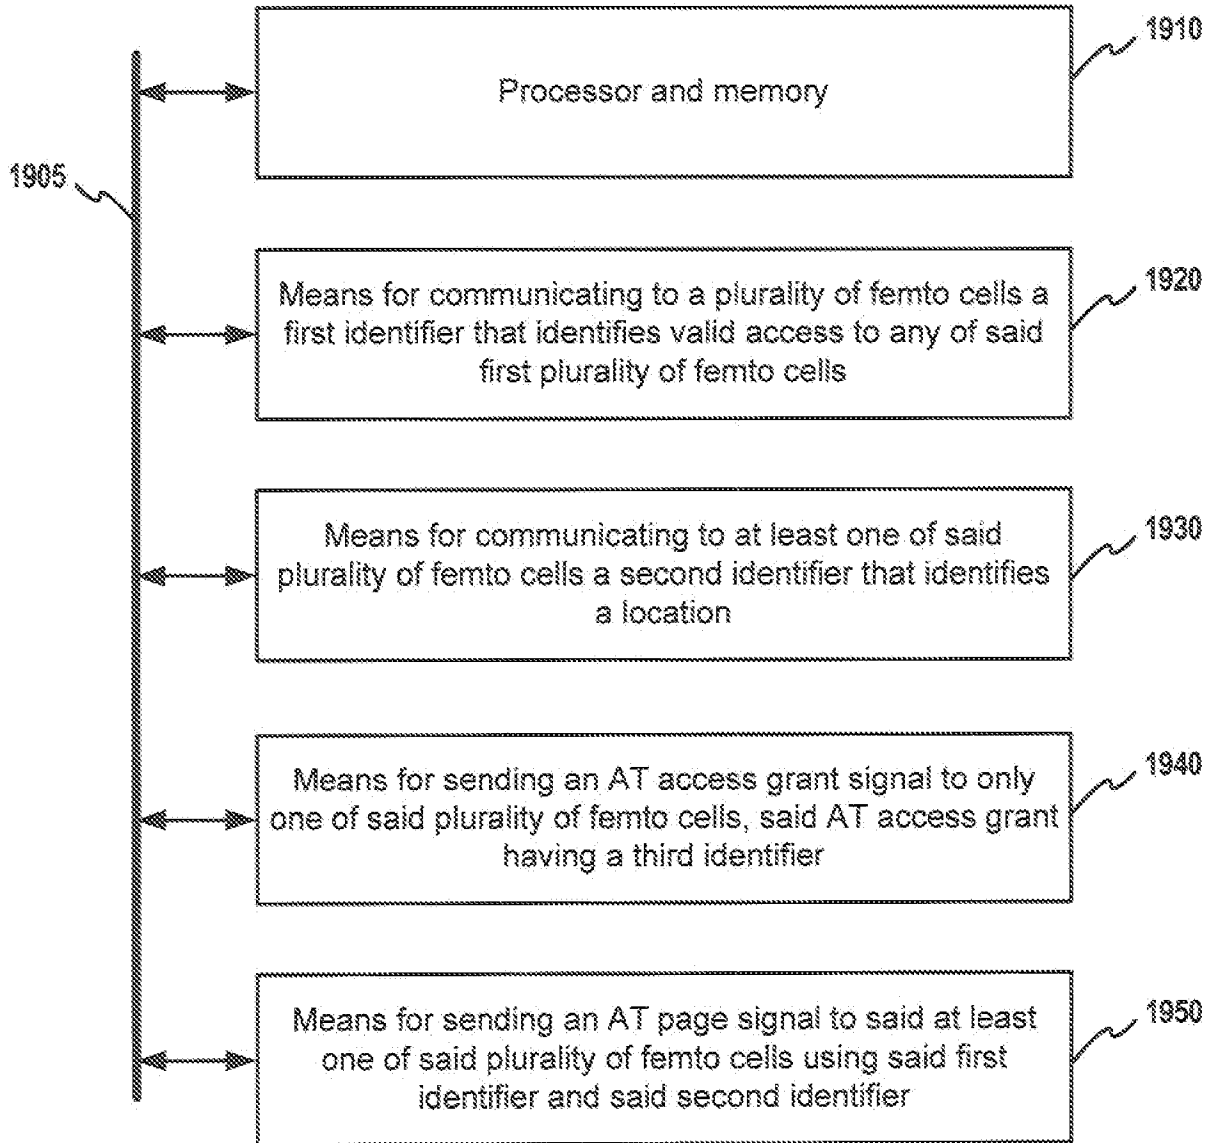 1910
Processor and memory
1905
1920
Means for communicating to a plurality of femto cells a
first identifier that identifies valid access to any of said
first plurality of femto cells
1930
Means for communicating to at least one of said
plurality of femto cells a second identifier that identifies
a location
1940
Means for sending an AT access grant signal to only
one of said plurality of femto cells, said AT access grant
having a third identifier
1950
Means for sending an AT page signal to said at least
one of said plurality of femto cells using said first
identifier and said second identifier